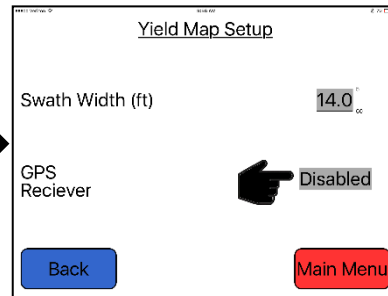 Yield Map Setup
Swath Width (ft)
14.0
GPS
Reciever
Disabled
Back
Main Menu